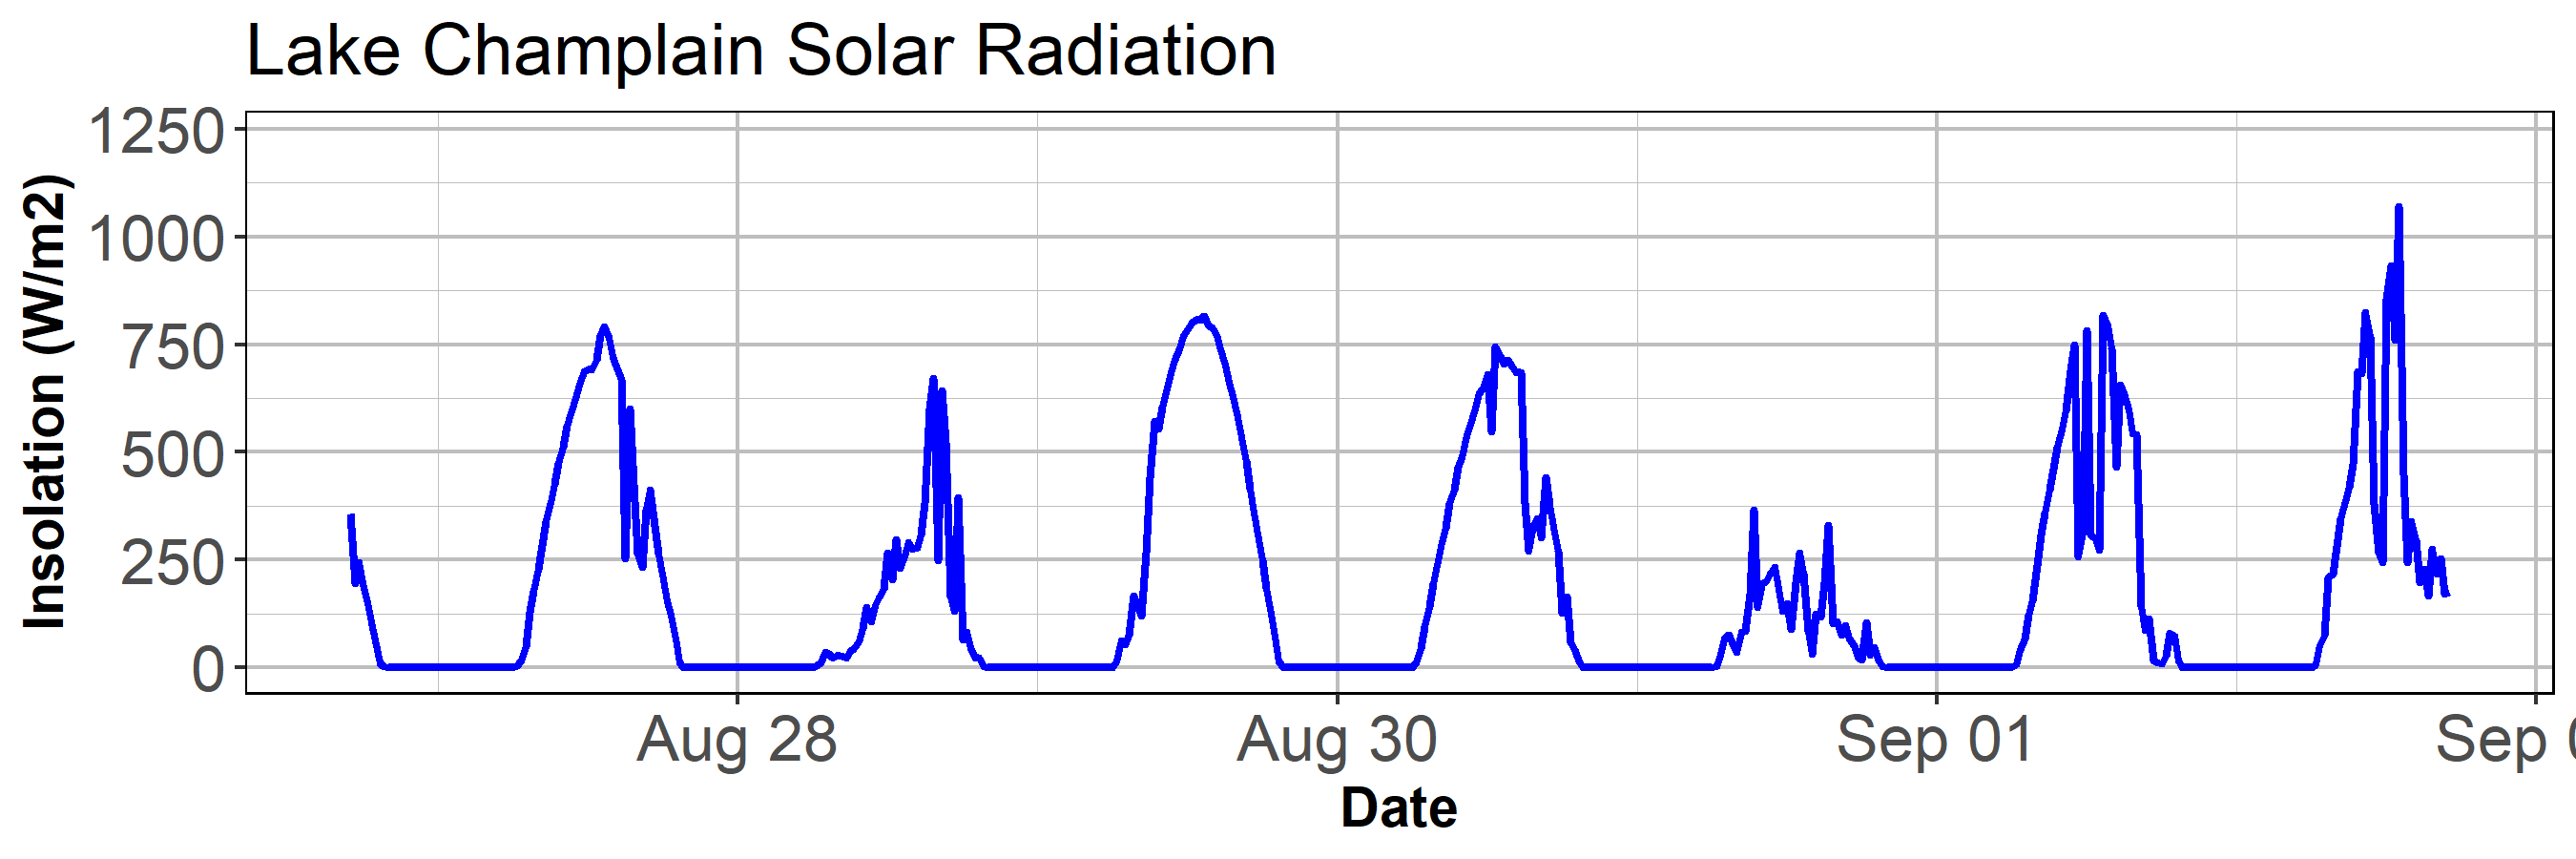 Lake Champlain Solar Radiation
1250
1000
750
500
250
0
Insolation (W/m2)
Aug 28 Aug 30 Sep 01 Sep
Date